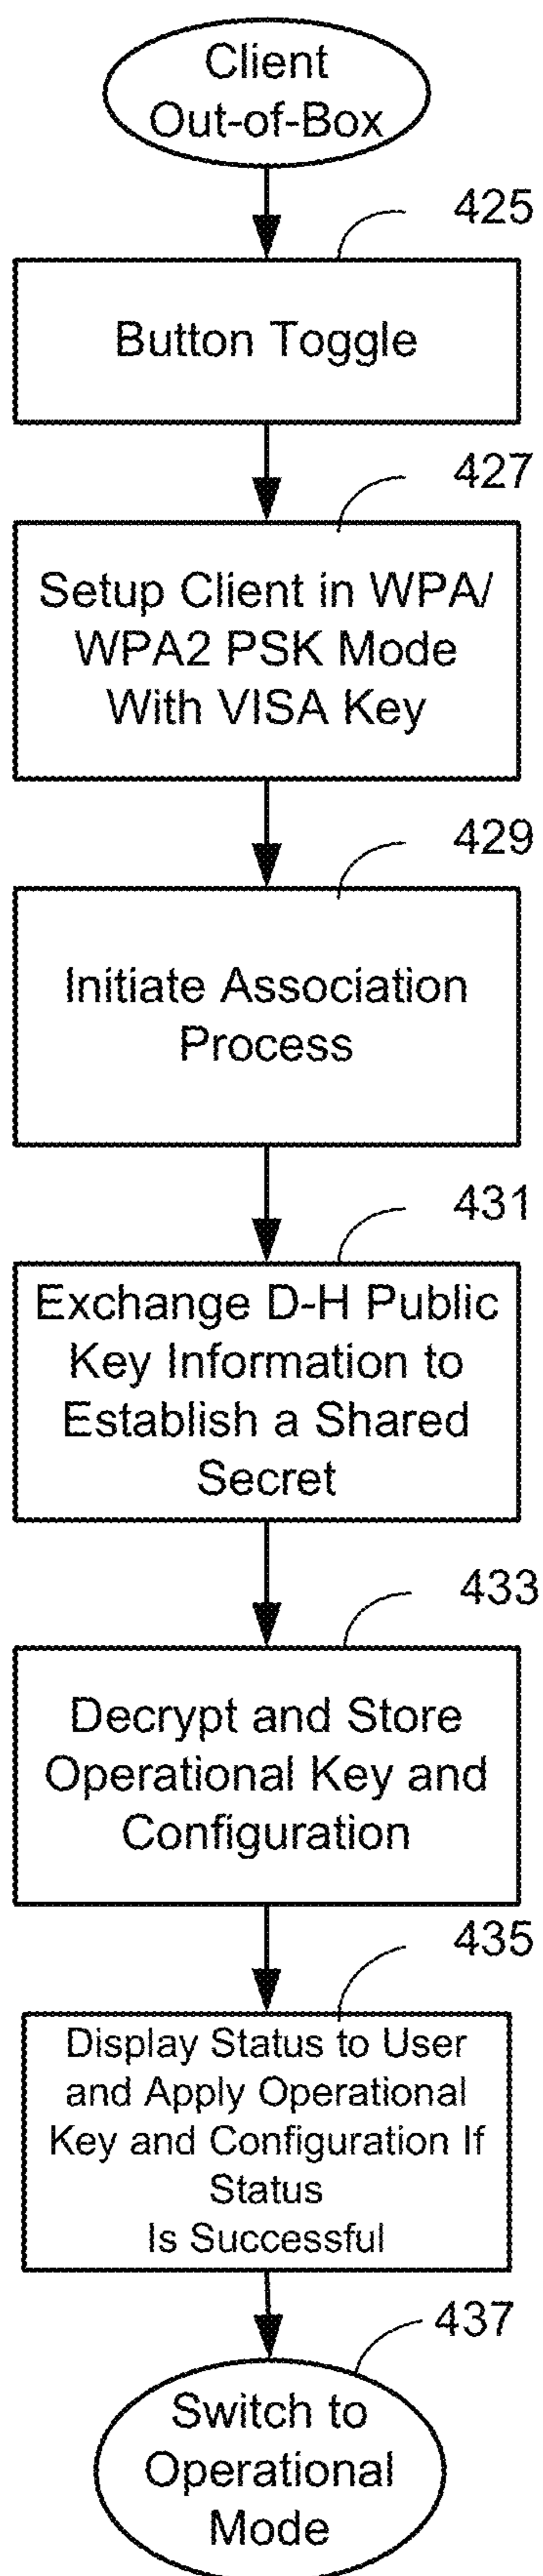 Client
Out-of-Box
425
Button Toggle
427
Setup Client in WPA/
WPA2 PSK Mode
With VISA Key
429
Initiate Association
Process
431
Exchange D-H Public
Key Information to
Establish a Shared
Secret
433
Decrypt and Store
Operational Key and
Configuration
435
Display Status to User
and Apply Operational
Key and Configuration If
Status
Is Successful
437
Switch to
Operational
Mode